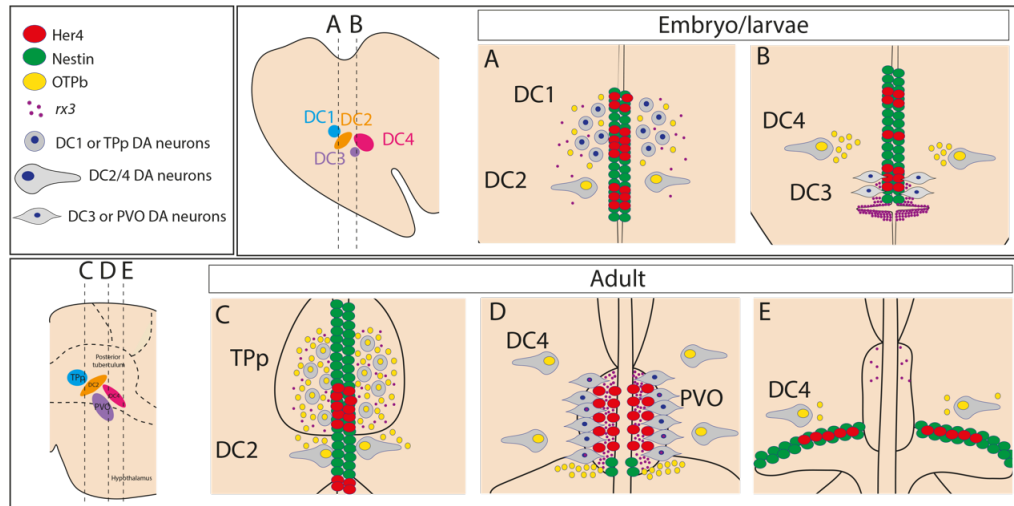 Her4
Nestin
OTPb
rx3
DC1 or TPp DA neurons
DC2/4 DA neurons
DC3 or PVO DA neurons
A B
DC1 DC2
DC3 DC4
Embryo/larvae
A
DC1
DC2
B
DC4
DC3
C D E
Posterior
tuberculum
TPp
DC2
PVO
Hypothalamus
Adult
C
TPp
DC2
D
DC4
PVO
E
DC4